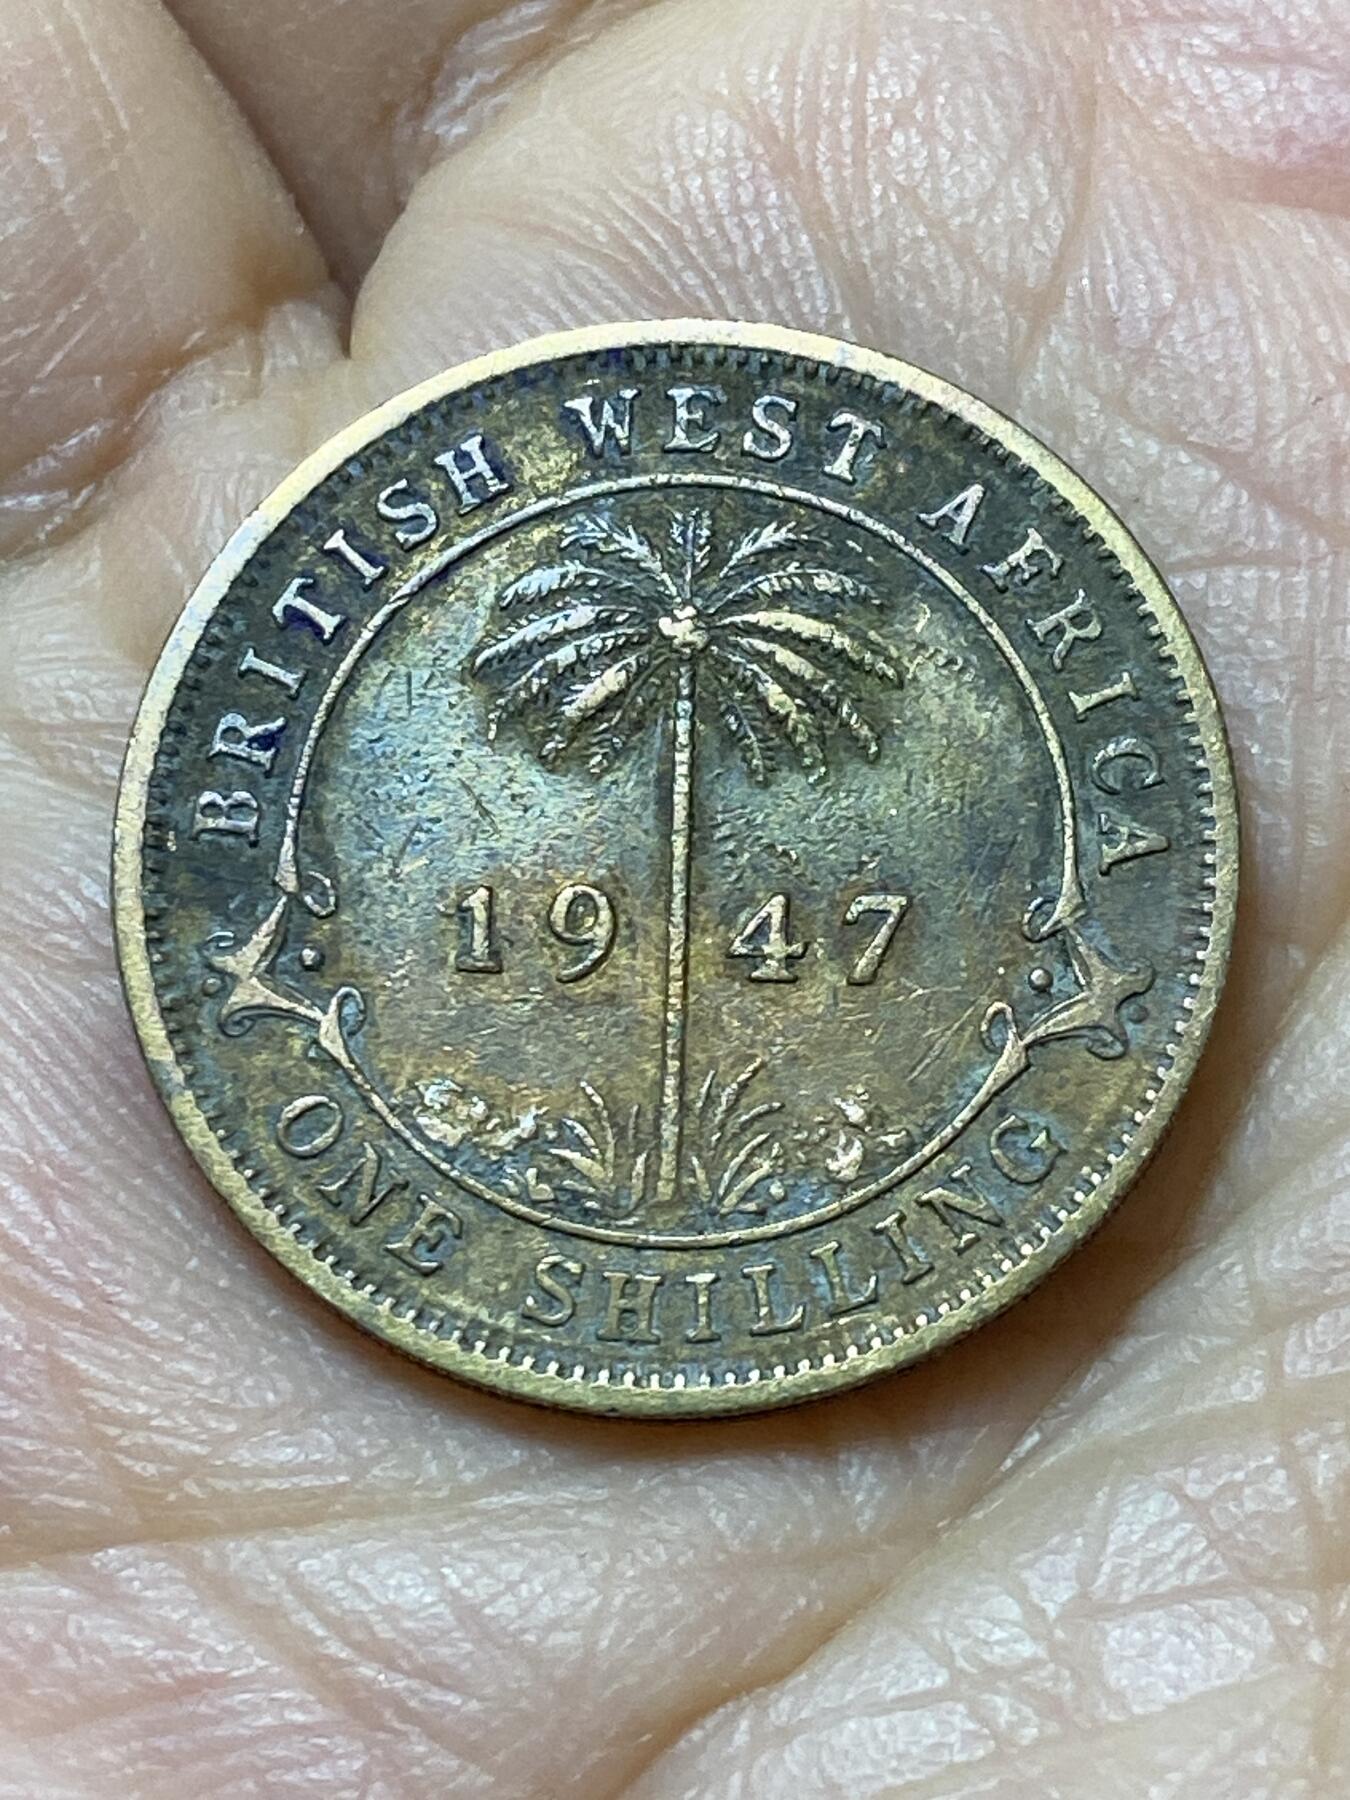 BRITISH WEST AFRICA
1947
ONE SHILLING